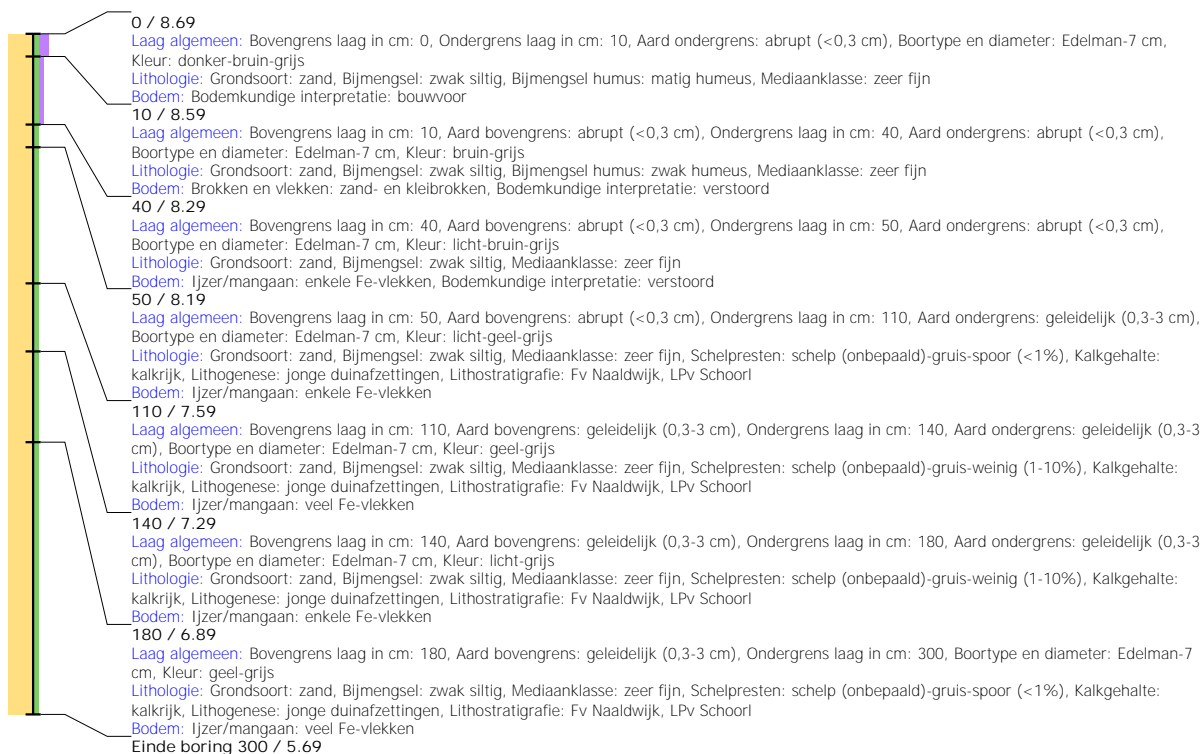 0 / 8.69
Laag algemeen: Bovengrens laag in cm: 0, Ondergrens laag in cm: 10, Aard ondergrens: abrupt (<0,3 cm), Boortype en diameter: Edelman-7 cm,
Kleur: donker-bruin-grijs
Lithologie: Grondsoort: zand, Bijmengsel: zwak siltig, Bijmengsel humus: matig humeus, Mediaanklasse: zeer fijn
Bodem: Bodemkundige interpretatie: bouwvoor
10 / 8.59
Laag algemeen: Bovengrens laag in cm: 10, Aard bovengrens: abrupt (<0,3 cm), Ondergrens laag in cm: 40, Aard ondergrens: abrupt (<0,3 cm),
Boortype en diameter: Edelman-7 cm, Kleur: bruin-grijs
Lithologie: Grondsoort: zand, Bijmengsel: zwak siltig, Bijmengsel humus: zwak humeus, Mediaanklasse: zeer fijn
Bodem: Brokken en vlekken: zand- en kleibrokken, Bodemkundige interpretatie: verstoord
40 / 8.29
Laag algemeen: Bovengrens laag in cm: 40, Aard bovengrens: abrupt (<0,3 cm), Ondergrens laag in cm: 50, Aard ondergrens: abrupt (<0,3 cm),
Boortype en diameter: Edelman-7 cm, Kleur: licht-bruin-grijs
Lithologie: Grondsoort: zand, Bijmengsel: zwak siltig, Mediaanklasse: zeer fijn
Bodem: Ijzer/mangaan: enkele Fe-vlekken, Bodemkundige interpretatie: verstoord
50 / 8.19
Laag algemeen: Bovengrens laag in cm: 50, Aard bovengrens: abrupt (<0,3 cm), Ondergrens laag in cm: 110, Aard ondergrens: geleidelijk (0,3-3 cm),
Boortype en diameter: Edelman-7 cm, Kleur: licht-geel-grijs
Lithologie: Grondsoort: zand, Bijmengsel: zwak siltig, Mediaanklasse: zeer fijn, Schelpresten: schelp (onbepaald)-gruis-spoor (<1%), Kalkgehalte:
kalkrijk, Lithogenese: jonge duinafzettingen, Lithostratigrafie: Fv Naaldwijk, LPv Schoorl
Bodem: Ijzer/mangaan: enkele Fe-vlekken
110 / 7.59
Laag algemeen: Bovengrens laag in cm: 110, Aard bovengrens: geleidelijk (0,3-3 cm), Ondergrens laag in cm: 140, Aard ondergrens: geleidelijk (0,3-3
cm), Boortype en diameter: Edelman-7 cm, Kleur: geel-grijs
Lithologie: Grondsoort: zand, Bijmengsel: zwak siltig, Mediaanklasse: zeer fijn, Schelpresten: schelp (onbepaald)-gruis-weinig (1-10%), Kalkgehalte:
kalkrijk, Lithogenese: jonge duinafzettingen, Lithostratigrafie: Fv Naaldwijk, LPv Schoorl
Bodem: Ijzer/mangaan: veel Fe-vlekken
140 / 7.29
Laag algemeen: Bovengrens laag in cm: 140, Aard bovengrens: geleidelijk (0,3-3 cm), Ondergrens laag in cm: 180, Aard ondergrens: geleidelijk (0,3-3
cm), Boortype en diameter: Edelman-7 cm, Kleur: licht-grijs
Lithologie: Grondsoort: zand, Bijmengsel: zwak siltig, Mediaanklasse: zeer fijn, Schelpresten: schelp (onbepaald)-gruis-weinig (1-10%), Kalkgehalte:
kalkrijk, Lithogenese: jonge duinafzettingen, Lithostratigrafie: Fv Naaldwijk, LPv Schoorl
Bodem: Ijzer/mangaan: enkele Fe-vlekken
180 / 6.89
Laag algemeen: Bovengrens laag in cm: 180, Aard bovengrens: geleidelijk (0,3-3 cm), Ondergrens laag in cm: 300, Boortype en diameter: Edelman-7
cm, Kleur: geel-grijs
Lithologie: Grondsoort: zand, Bijmengsel: zwak siltig, Mediaanklasse: zeer fijn, Schelpresten: schelp (onbepaald)-gruis-spoor (<1%), Kalkgehalte:
kalkrijk, Lithogenese: jonge duinafzettingen, Lithostratigrafie: Fv Naaldwijk, LPv Schoorl
Bodem: Ijzer/mangaan: veel Fe-vlekken
Einde boring 300 / 5.69